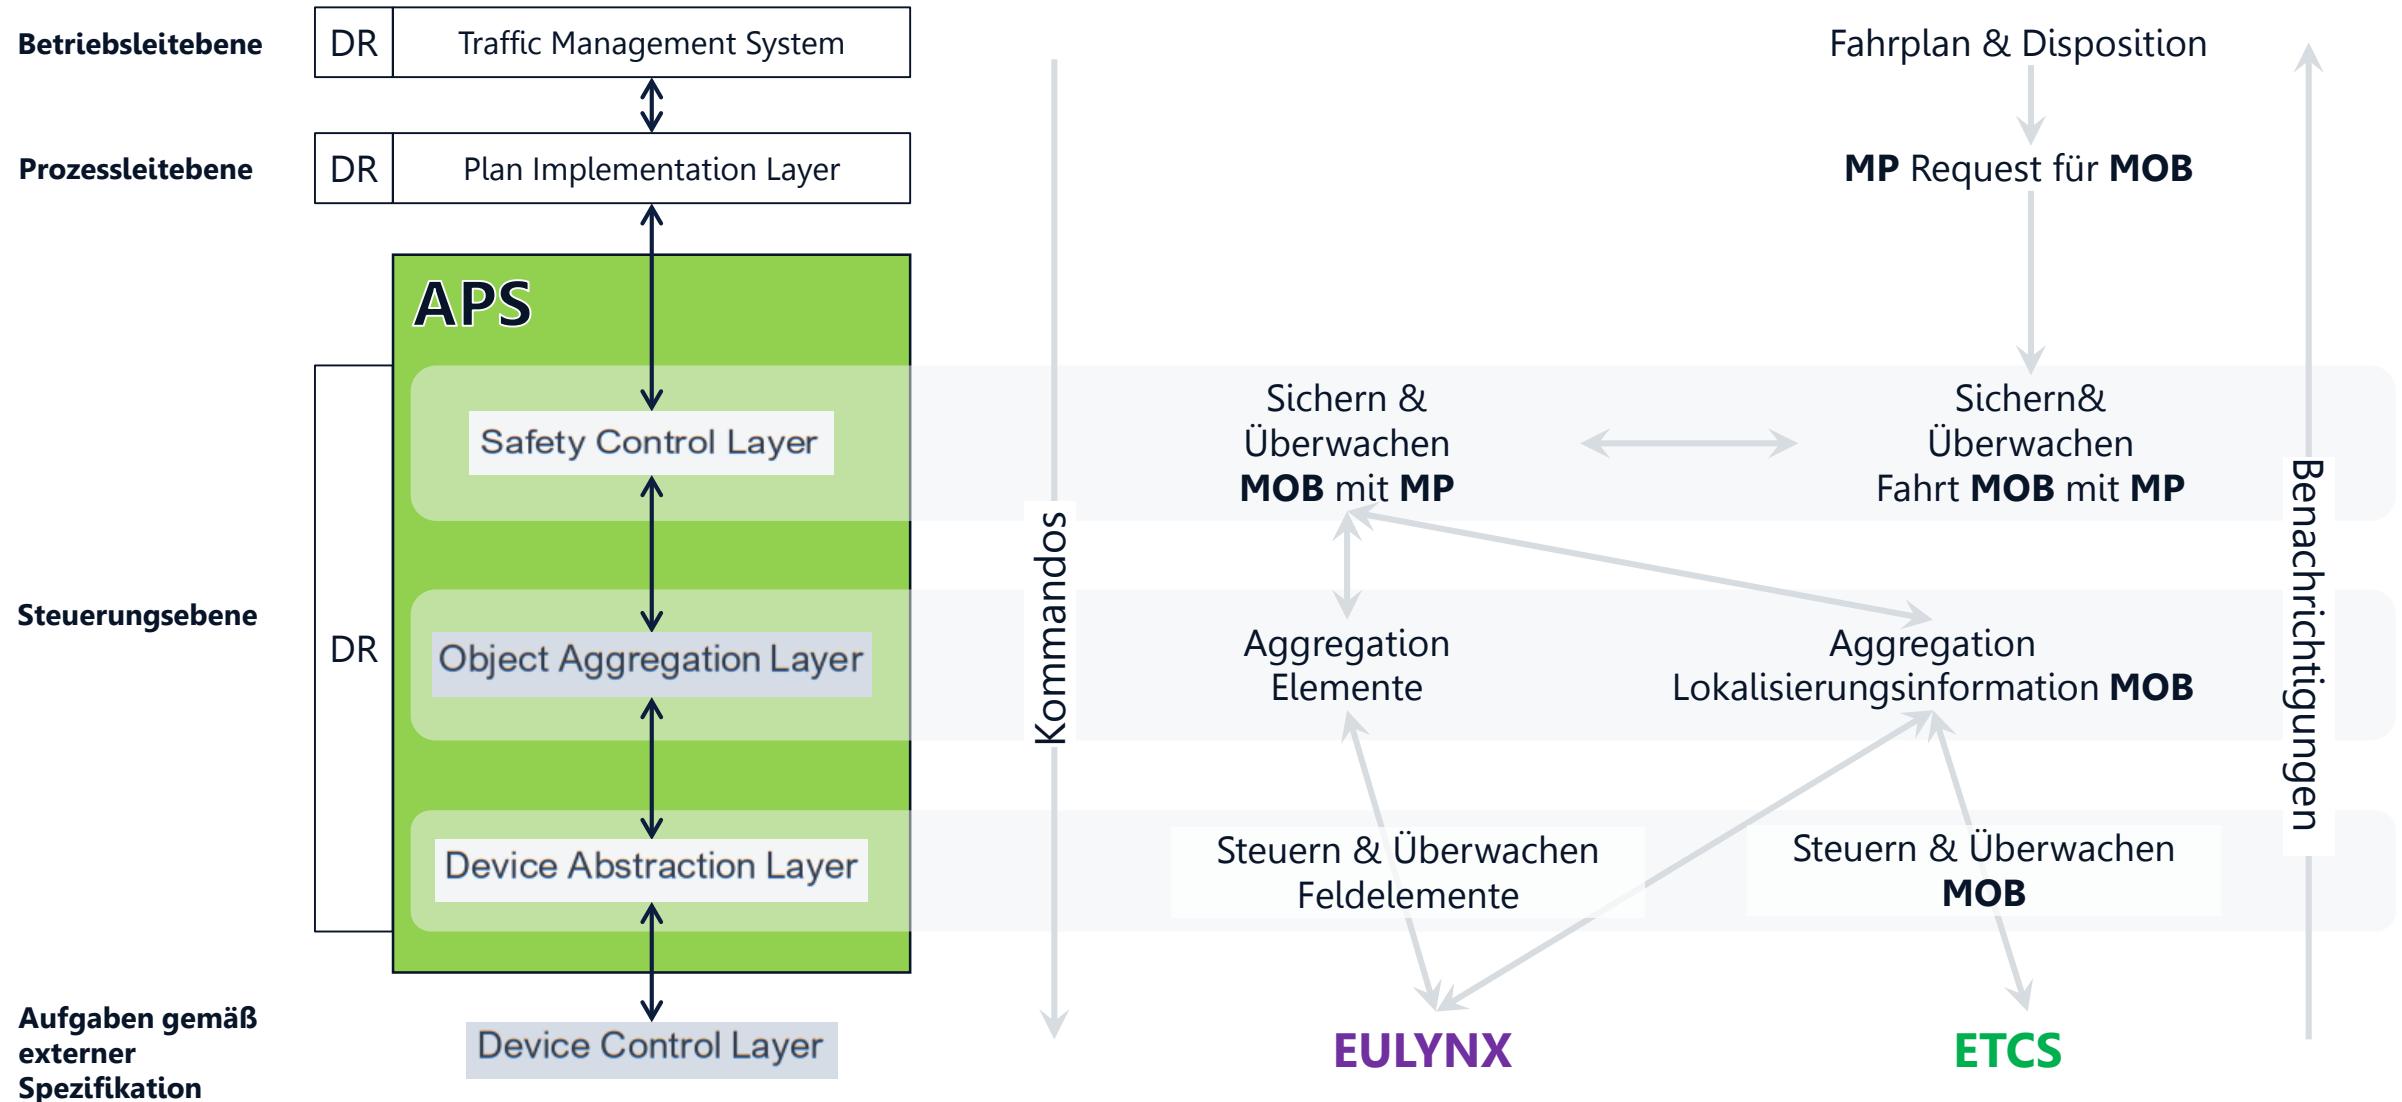 Betriebsleitebene
DR
Traffic Management System
Fahrplan & Disposition
Prozessleitebene
DR
Plan Implementation Layer
MP Request für MOB
APS
Steuerungsebene
DR
Safety Control Layer
Object Aggregation Layer
Device Abstraction Layer
Kommandos
Sichern &
Überwachen
MOB mit MP
Sichern&
Überwachen
Fahrt MOB mit MP
Aggregation
Elemente
Aggregation
Lokalisierungsinformation MOB
Steuern & Überwachen
Feldelemente
Steuern & Überwachen
MOB
Benachrichtigungen
Aufgaben gemäß
externer
Spezifikation
Device Control Layer
EULYNX
ETCS